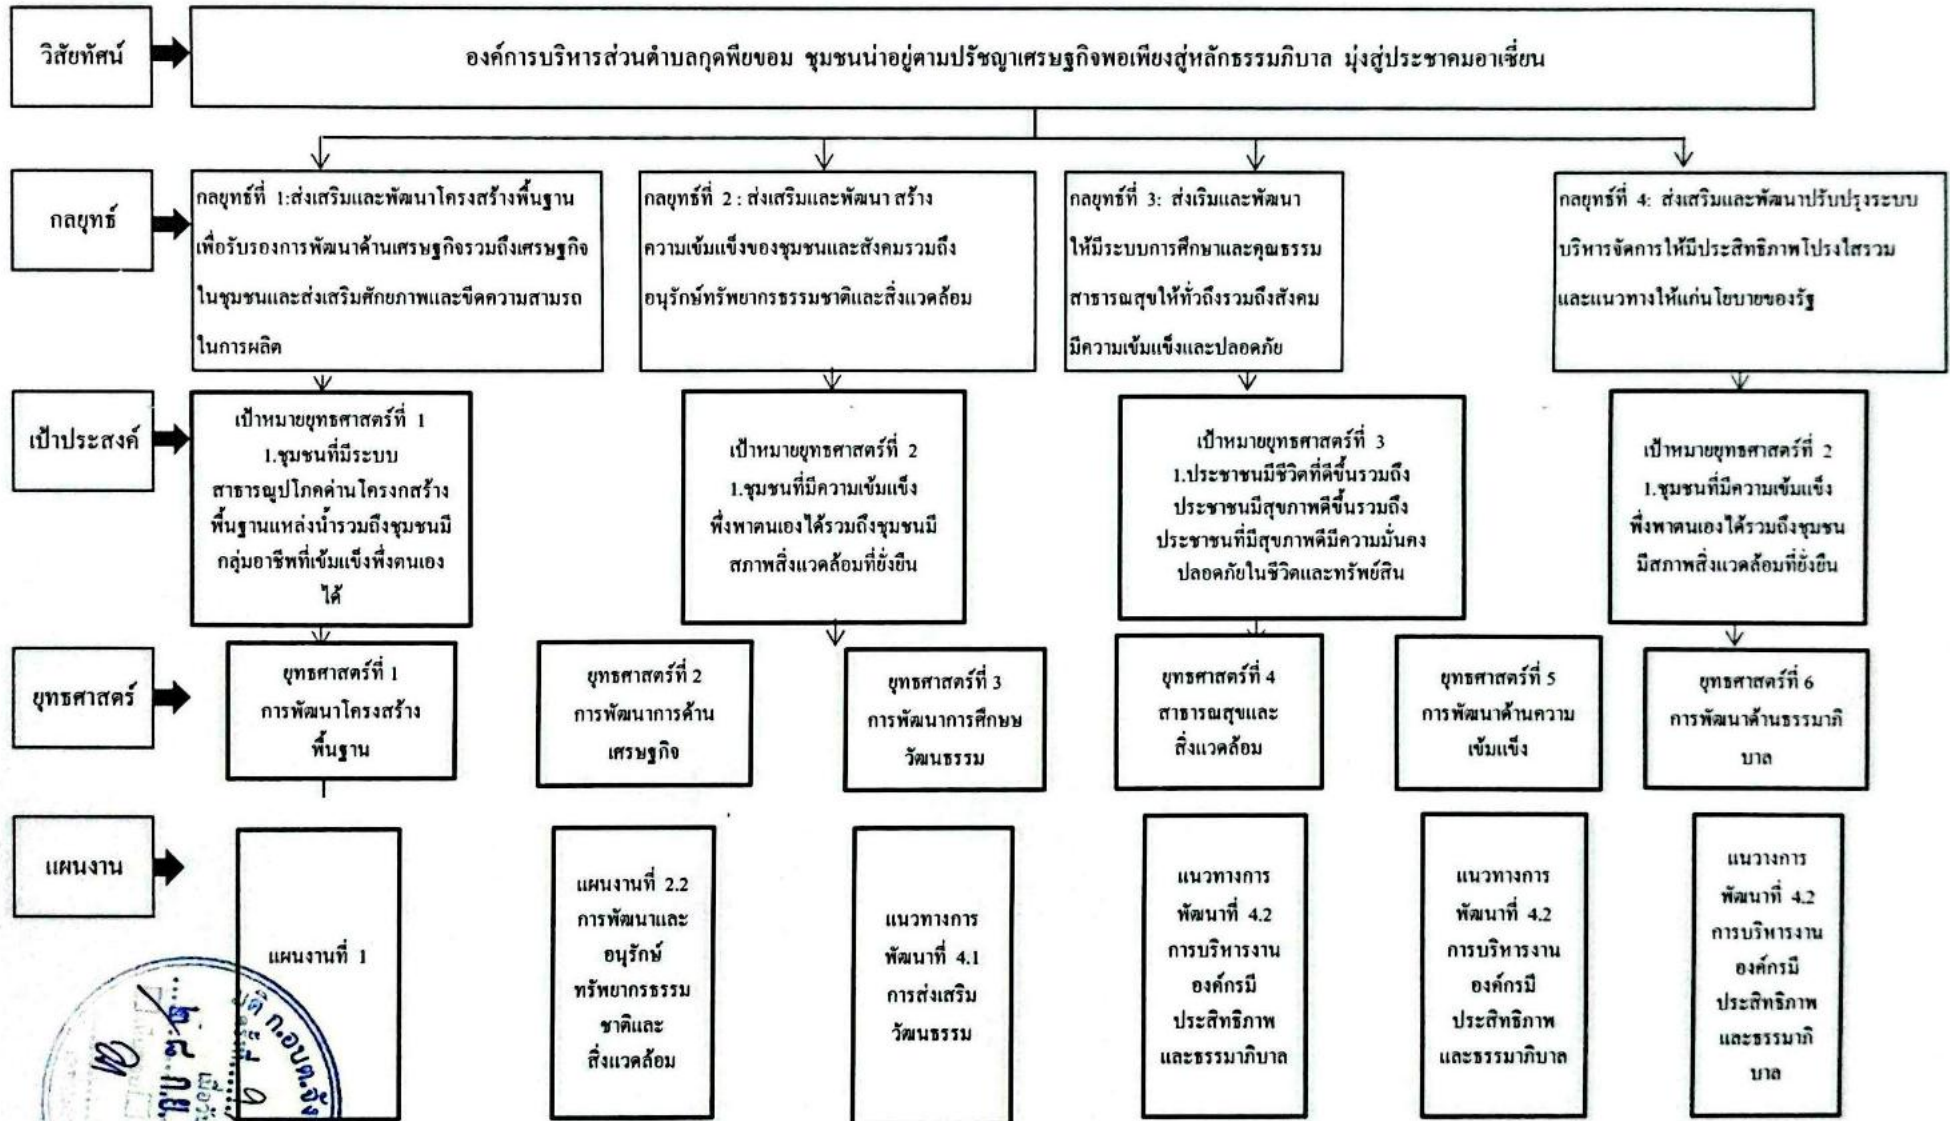 วิสัยทัศน์
องค์การบริหารส่วนตำบลกุดพียขอม ชุมชนน่าอยู่ตามปรัชญาเศรษฐกิจพอเพียงสู่หลักธรรมภิบาล มุ่งสู่ประชาคมอาเซี่ยน
กลยุทธ์
กลยุทธ์ที่ 1:ส่งเสริมและพัฒนาโครงสร้างพื้นฐาน
เพื่อรับรองการพัฒนาด้านเศรษฐกิจรวมถึงเศรษฐกิจ
ในชุมชนและส่งเสริมศักยภาพและขีดความสามรถ
ในการผลิต
กลยุทธ์ที่ 2 : ส่งเสริมและพัฒนา สร้าง
ความเข้มแข็งของชุมชนและสังคมรวมถึง
อนุรักษ์ทรัพยากรธรรมชาติและสิ่งแวดล้อม
กลยุทธ์ที่ 3: ส่งเริมและพัฒนา
ให้มีระบบการศึกษาและคุณธรรม
สาธารณสุขให้ทั่วถึงรวมถึงสังคม
มีความเข้มแข็งและปลอดภัย
กลยุทธ์ที่ 4: ส่งเสริมและพัฒนาปรับปรุงระบบ
บริหารจัดการให้มีประสิทธิภาพโปรงใสรวม
และแนวทางให้แก่นโยบายของรัฐ
เป้าประสงค์
เป้าหมายยุทธศาสตร์ที่ 1
1.ชุมชนที่มีระบบ
สาธารณูปโภคด่านโครงกสร้าง
พื้นฐานแหล่งน้ำรวมถึงชุมชนมี
กลุ่มอาชีพที่เข้มแข็งพึ่งตนเอง
ได้
เป้าหมายยุทธศาสตร์ที่ 2
1.ชุมชนที่มีความเข้มแข็ง
พึ่งพาตนเองได้รวมถึงชุมชนมี
สภาพสิ่งแวดล้อมที่ยั่งยืน
เป้าหมายยุทธศาสตร์ที่ 3
1.ประชาชนมีชีวิตที่ดีขึ้นรวมถึง
ประชาชนมีสุขภาพดีขึ้นรวมถึง
ประชาชนที่มีสุขภาพดีมีความมั่นคง
ปลอดภัยในชีวิตและทรัพย์สิน
เป้าหมายยุทธศาสตร์ที่ 2
1.ชุมชนที่มีความเข้มแข็ง
พึ่งพาตนเองได้รวมถึงชุมชน
มีสภาพสิ่งแวดล้อมที่ยั่งยืน
ยุทธศาสตร์
ยุทธศาสตร์ที่ 1
การพัฒนาโครงสร้าง
พื้นฐาน
ยุทธศาสตร์ที่ 2
การพัฒนาการด้าน
เศรษฐกิจ
ยุทธศาสตร์ที่ 3
การพัฒนาการศึกษษ
วัฒนธรรม
ยุทธศาสตร์ที่ 4
สาธารณสุขและ
สิ่งแวดล้อม
ยุทธศาสตร์ที่ 5
การพัฒนาด้านความ
เข้มแข็ง
ยุทธศาสตร์ที่ 6
การพัฒนาด้านธรรมาภิ
บาล
แผนงาน
แผนงานที่ 1
แผนงานที่ 2.2
การพัฒนาและ
อนุรักษ์
ทรัพยากรธรรม
ชาติและ
สิ่งแวดล้อม
แนวทางการ
พัฒนาที่ 4.1
การส่งเสริม
วัฒนธรรม
แนวทางการ
พัฒนาที่ 4.2
การบริหารงาน
องค์กรมี
ประสิทธิภาพ
และธรรมาภิบาล
แนวทางการ
พัฒนาที่ 4.2
การบริหารงาน
องค์กรมี
ประสิทธิภาพ
และธรรมาภิบาล
แนวางการ
พัฒนาที่ 4.2
การบริหารงาน
องค์กรมี
ประสิทธิภาพ
และธรรมาภิ
บาล
มติ ก.อบต.จัง
๒ ๘ ก.ย.